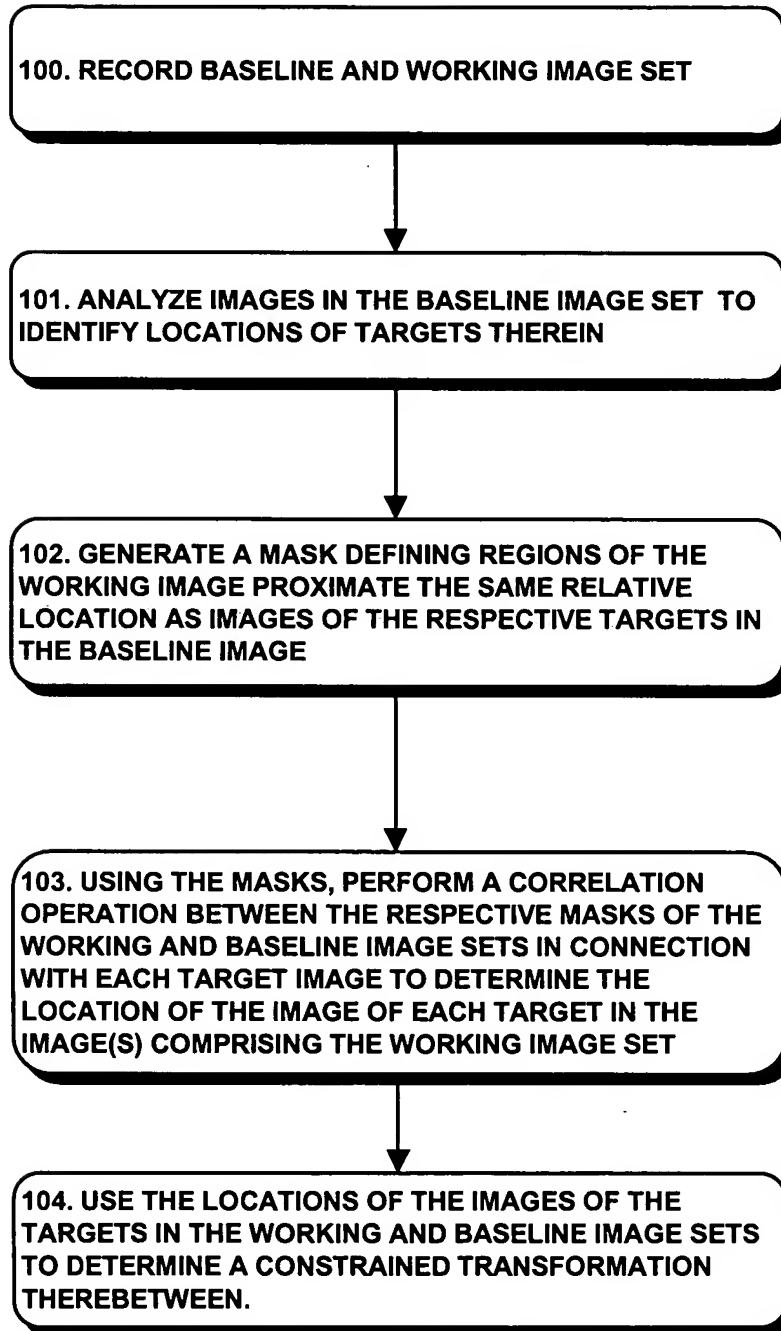 100. RECORD BASELINE AND WORKING IMAGE SET
101. ANALYZE IMAGES IN THE BASELINE IMAGE SET TO
IDENTIFY LOCATIONS OF TARGETS THEREIN
102. GENERATE A MASK DEFINING REGIONS OF THE
WORKING IMAGE PROXIMATE THE SAME RELATIVE
LOCATION AS IMAGES OF THE RESPECTIVE TARGETS IN
THE BASELINE IMAGE
103. USING THE MASKS, PERFORM A CORRELATION
OPERATION BETWEEN THE RESPECTIVE MASKS OF THE
WORKING AND BASELINE IMAGE SETS IN CONNECTION
WITH EACH TARGET IMAGE TO DETERMINE THE
LOCATION OF THE IMAGE OF EACH TARGET IN THE
IMAGE(S) COMPRISING THE WORKING IMAGE SET
104. USE THE LOCATIONS OF THE IMAGES OF THE
TARGETS IN THE WORKING AND BASELINE IMAGE SETS
TO DETERMINE A CONSTRAINED TRANSFORMATION
THEREBETWEEN.